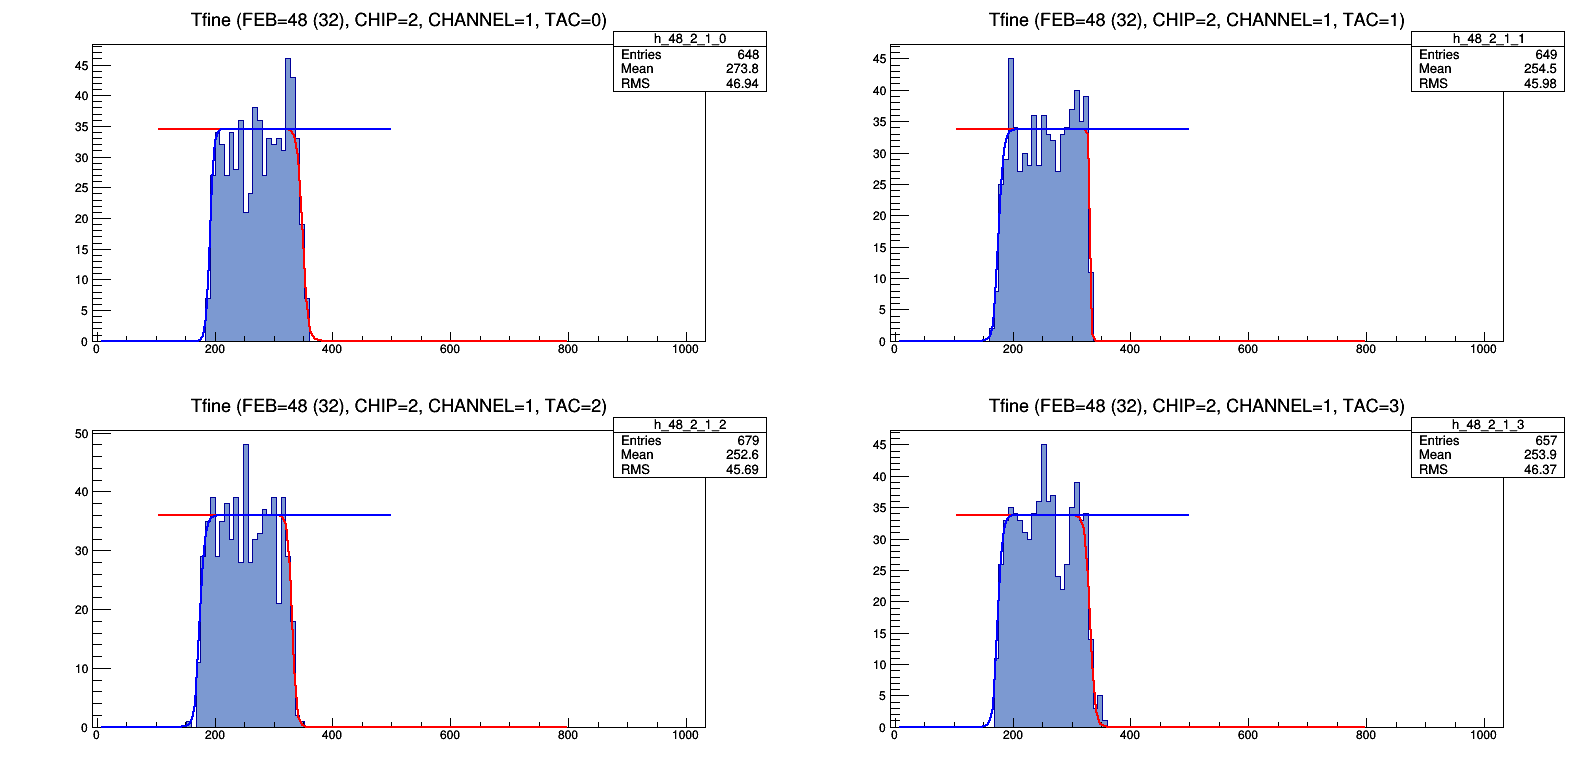 Tfine (FEB=48 (32), CHIP=2, CHANNEL=1, TAC=0)
h_48_2_1_0
Entries 648
Mean 273.8
RMS 46.94
45
40
35
30
25
20
15
10
5
0
0 200 400 600 800 1000
Tfine (FEB=48 (32), CHIP=2, CHANNEL=1, TAC=1)
h_48_2_1_1
Entries 649
Mean 254.5
RMS 45.98
45
40
35
30
25
20
15
10
5
0
0 200 400 600 800 1000
Tfine (FEB=48 (32), CHIP=2, CHANNEL=1, TAC=2)
h_48_2_1_2
Entries 679
Mean 252.6
RMS 45.69
50
40
30
20
10
0
0 200 400 600 800 1000
Tfine (FEB=48 (32), CHIP=2, CHANNEL=1, TAC=3)
h_48_2_1_3
Entries 657
Mean 253.9
RMS 46.37
45
40
35
30
25
20
15
10
5
0
0 200 400 600 800 1000